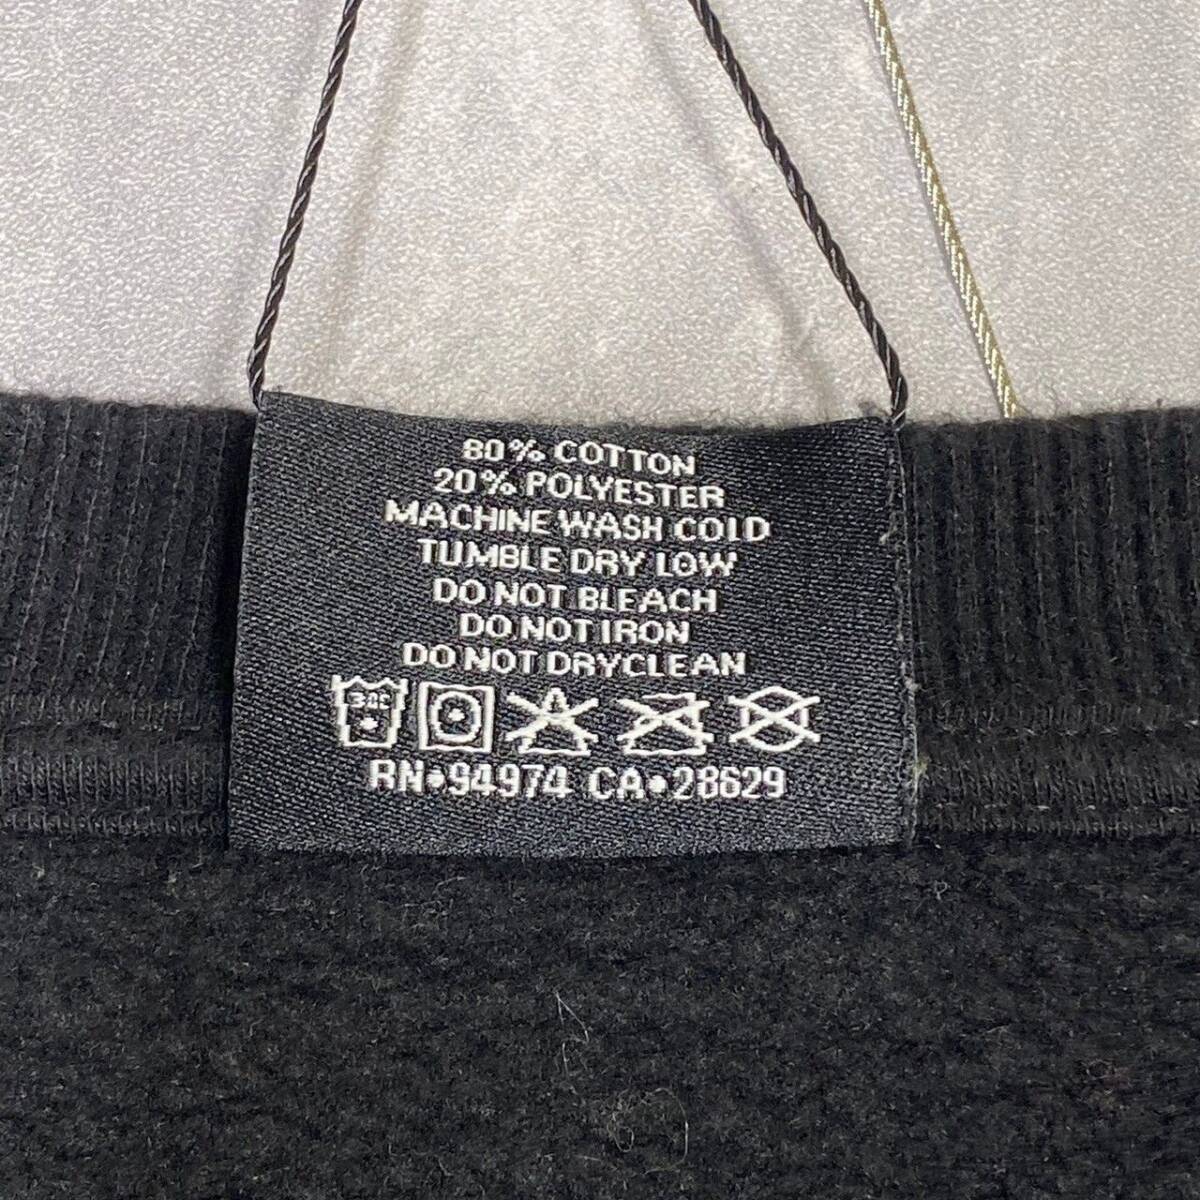 80% COTTON
20% POLYESTER
MACHINE WASH COLD
TUMBLE DRY LOW
DO NOT BLEACH
DO NOT IRON
DO NOT DRYCLEAN
RN•94974 CA•28629